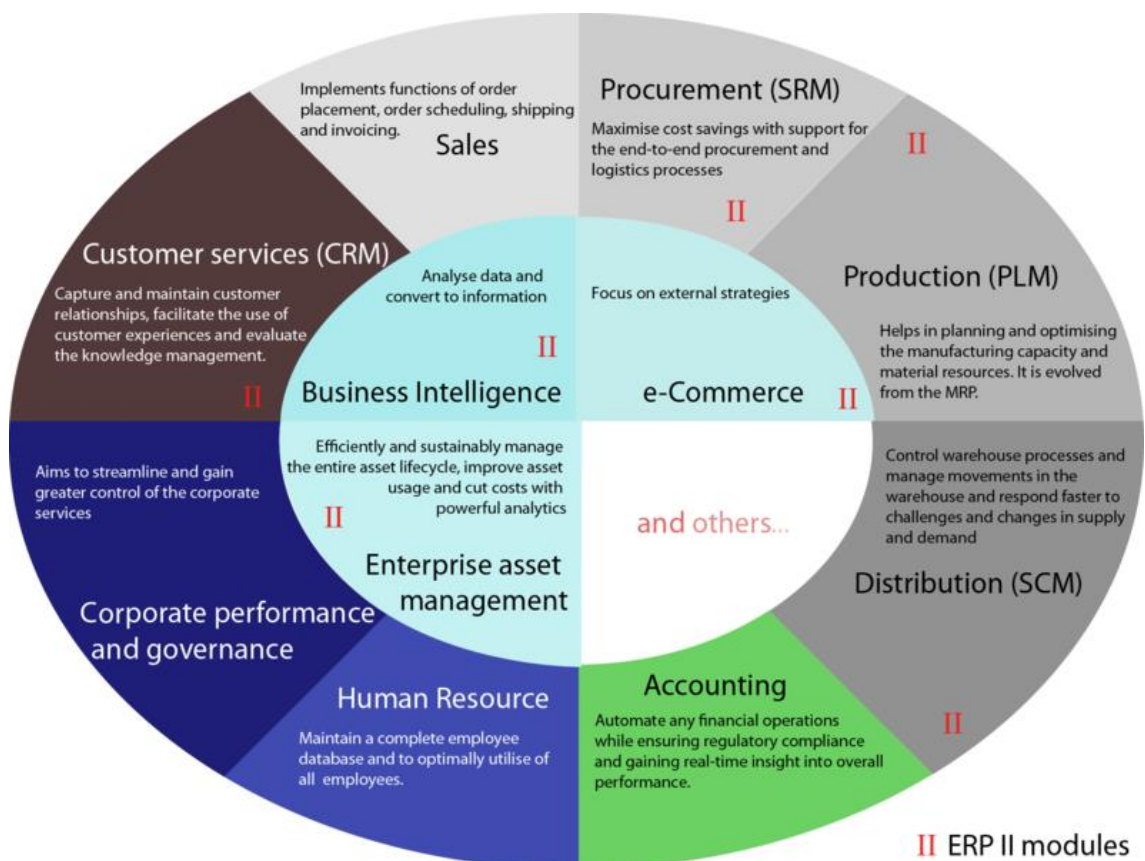 Implements functions of order
placement, order scheduling, shipping
and invoicing.
Sales
Procurement (SRM)
Maximise cost savings with support for
the end-to-end procurement and
logistics processes
II
II
Production (PLM)
Helps in planning and optimising
the manufacturing capacity and
material resources. It is evolved
from the MRP.
Customer services (CRM)
Capture and maintain customer
relationships, facilitate the use of
customer experiences and evaluate
the knowledge management.
II
Analyse data and
convert to information
II
Business Intelligence
Focus on external strategies
e-Commerce
II
Aims to streamline and gain
greater control of the corporate
services
Corporate performance
and governance
Efficiently and sustainably manage
the entire asset lifecycle, improve asset
usage and cut costs with
powerful analytics
II
Enterprise asset
management
and others...
Control warehouse processes and
manage movements in the
warehouse and respond faster to
challenges and changes in supply
and demand
Distribution (SCM)
II
Human Resource
Maintain a complete employee
database and to optimally utilise of
all employees.
Accounting
Automate any financial operations
while ensuring regulatory compliance
and gaining real-time insight into overall
performance.
II ERP II modules